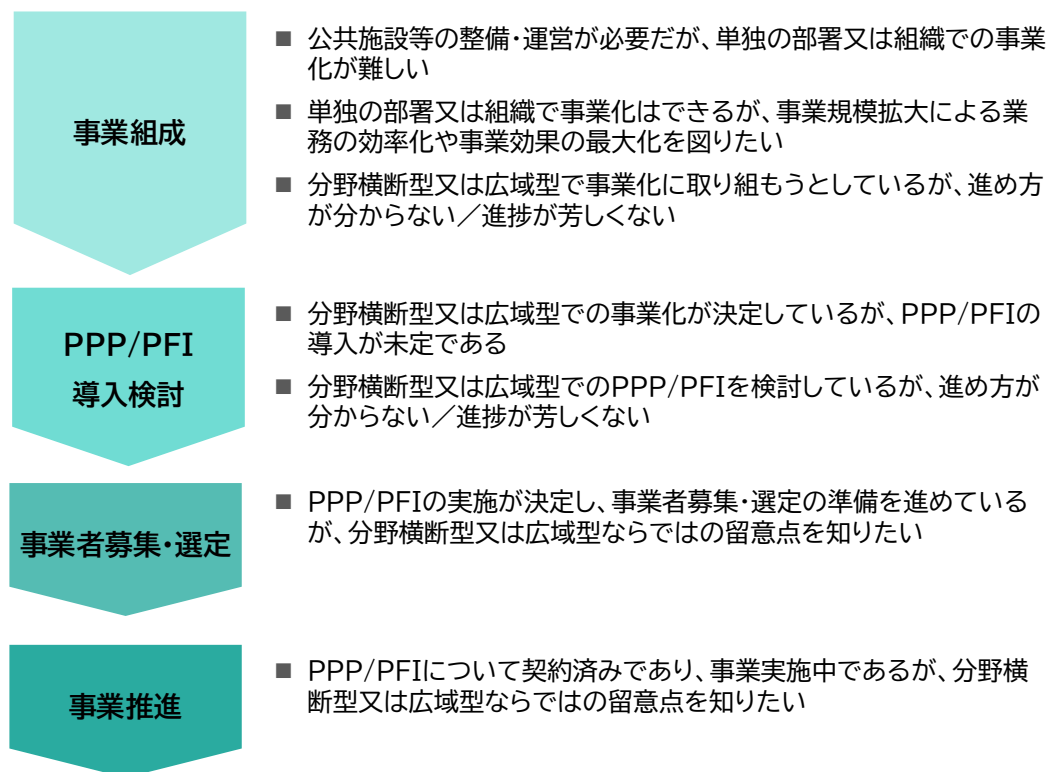 事業組成
■ 公共施設等の整備・運営が必要だが、単独の部署又は組織での事業
化が難しい
■ 単独の部署又は組織で事業化はできるが、事業規模拡大による業
務の効率化や事業効果の最大化を図りたい
■ 分野横断型又は広域型で事業化に取り組もうとしているが、進め方
が分からない／進捗が芳しくない
PPP/PFI
導入検討
■ 分野横断型又は広域型での事業化が決定しているが、PPP/PFIの
導入が未定である
■ 分野横断型又は広域型でのPPP/PFIを検討しているが、進め方が
分からない／進捗が芳しくない
事業者募集・選定
■ PPP/PFIの実施が決定し、事業者募集・選定の準備を進めている
が、分野横断型又は広域型ならではの留意点を知りたい
事業推進
■ PPP/PFIについて契約済みであり、事業実施中であるが、分野横
断型又は広域型ならではの留意点を知りたい